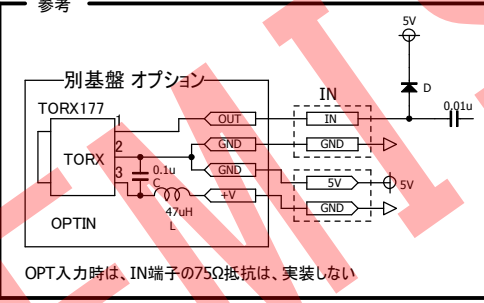 参考
5V
別基盤 オプション
D
TORX177
IN
0.01u
1
OUT
IN
2
TORX
GND
GND
3
0.1u
C
GND
5V
5V
+V
GND
47uH
L
OPTIN
OPT入力時は、IN端子の75Ω抵抗は、実装しない